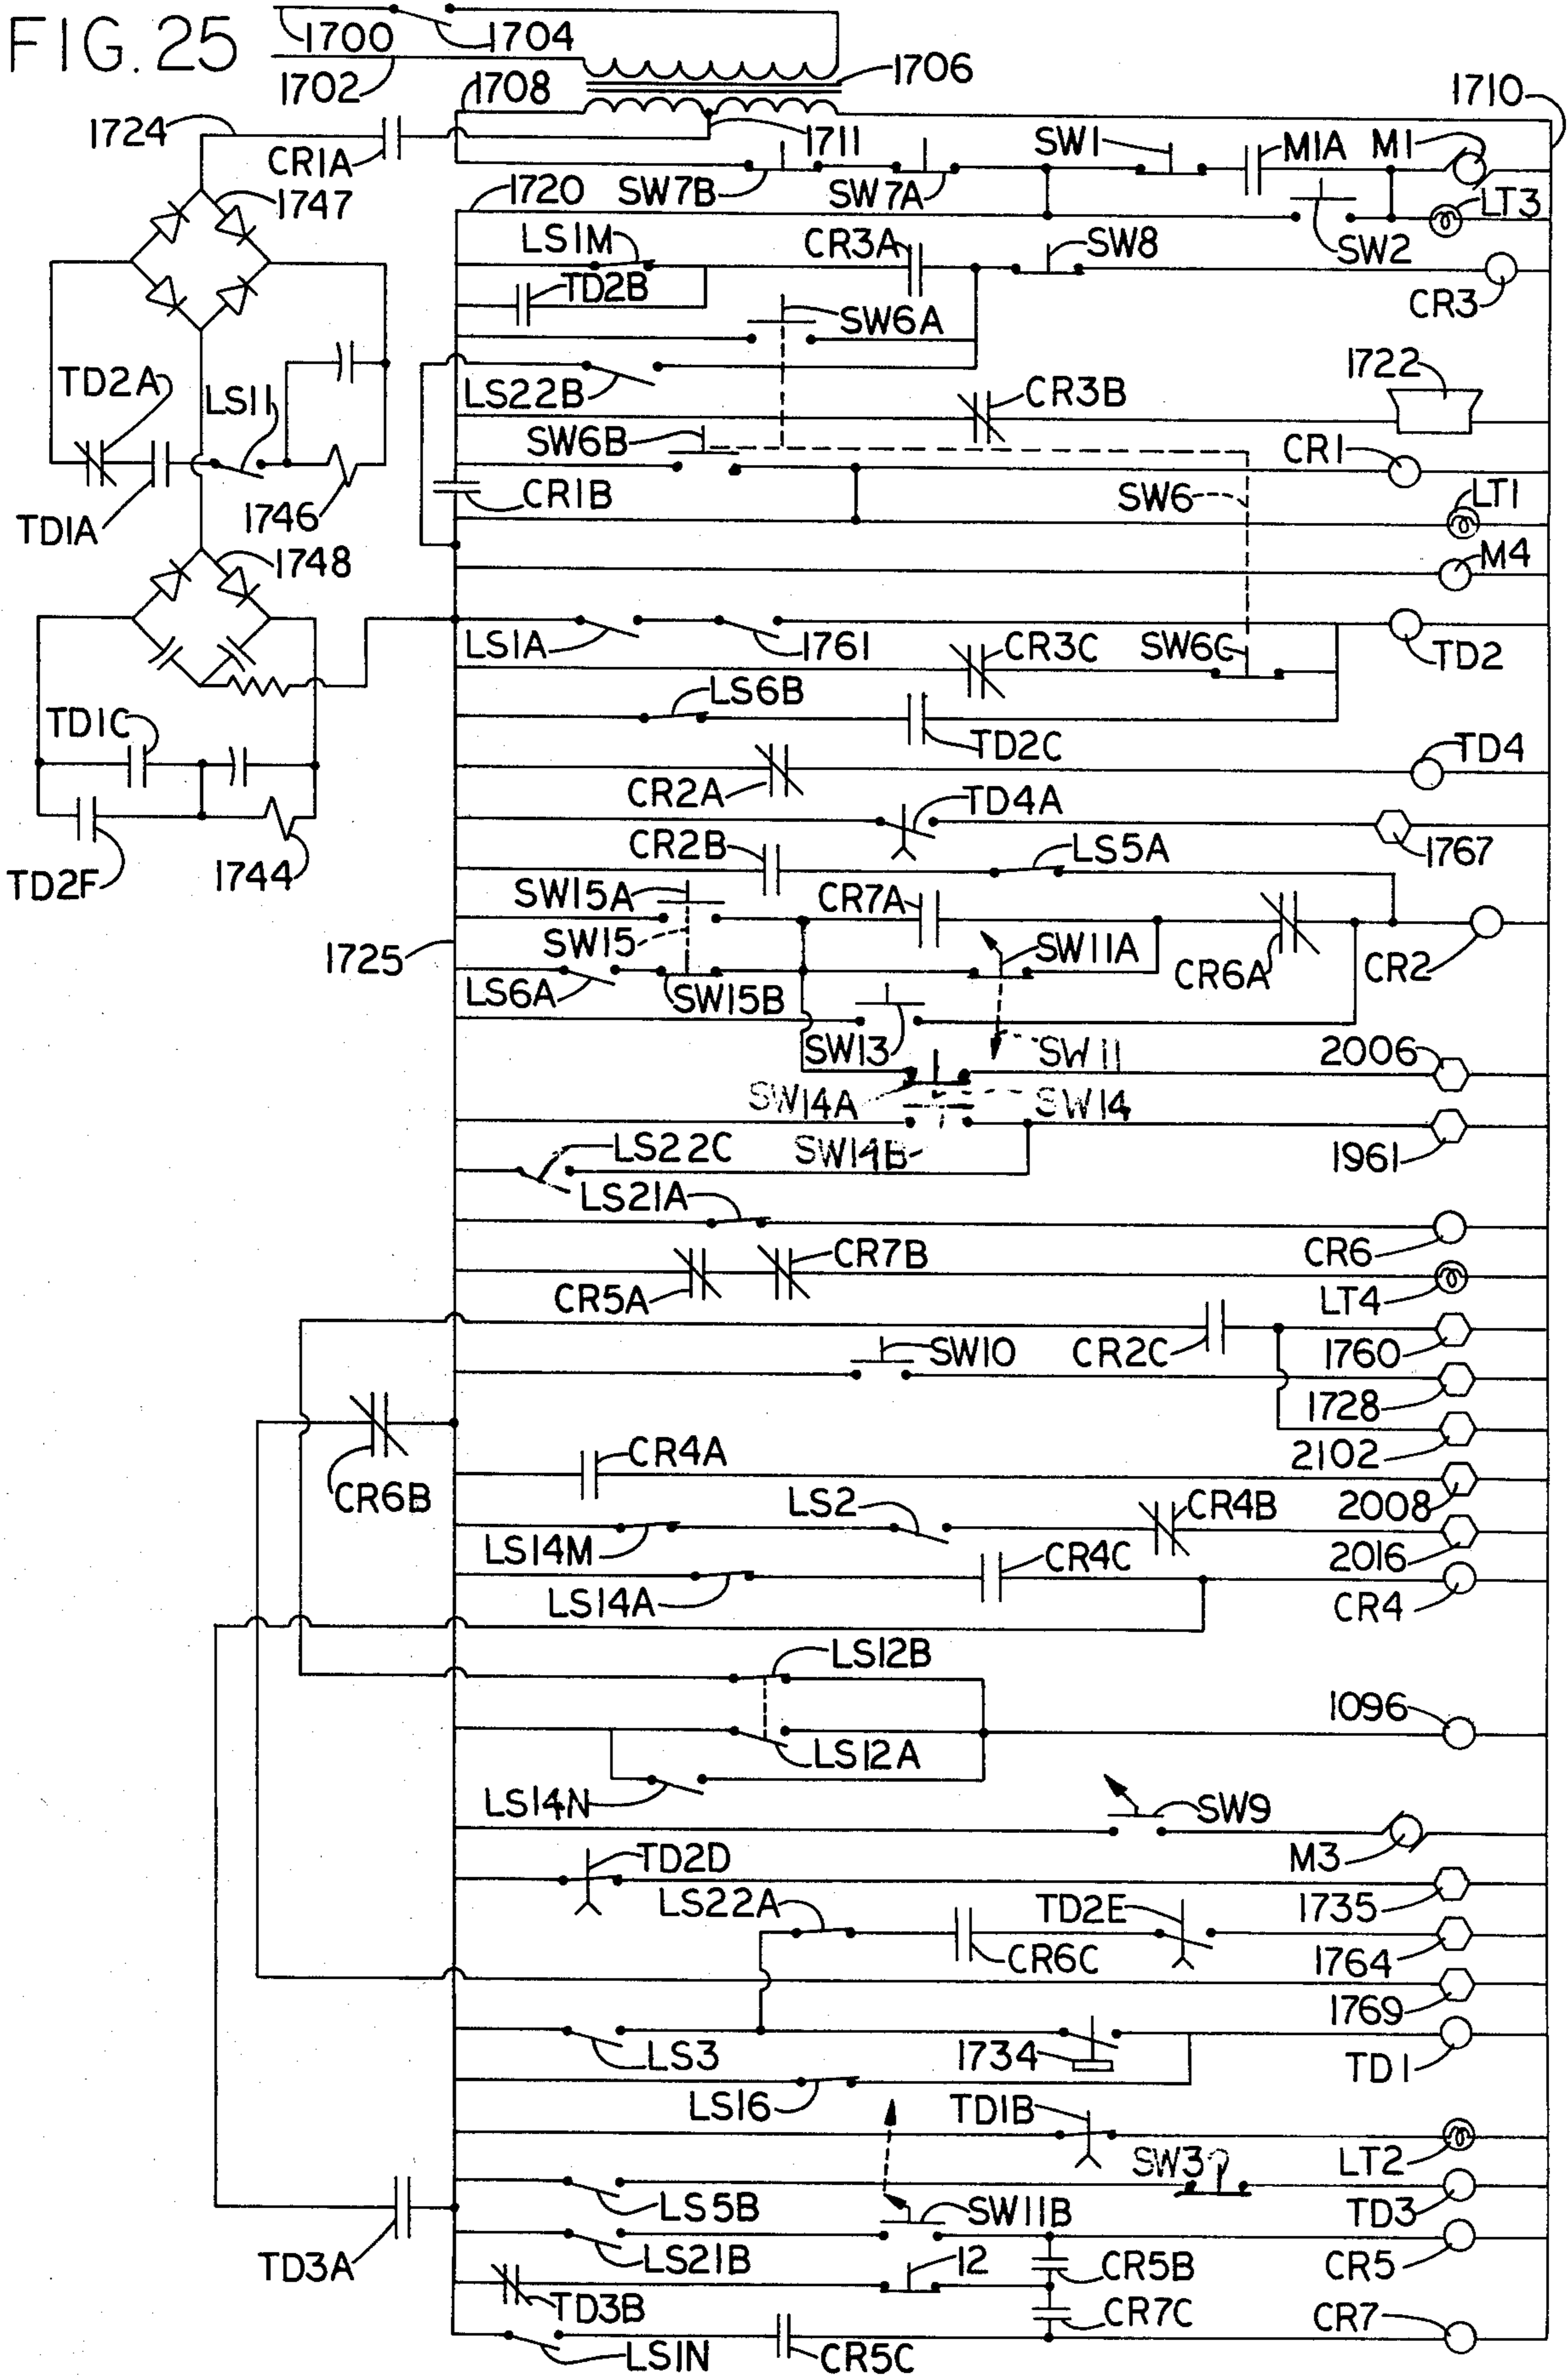 FIG. 25
1700
1704
1702
1706
1708
1710
1724
1711
CR1A
SW1
M1A
M1
SW7B
SW7A
1747
1720
LT3
LS1M
CR3A
SW8
SW2
TD2B
CR3
SW6A
TD2A
LS11
LS22B
1722
CR3B
SW6B
CR1
CR1B
SW6
LT1
TD1A
1746
1748
M4
LS1A
1761
CR3C
SW6C
TD2
LS6B
TD1C
TD2C
TD4
CR2A
TD4A
CR2B
LS5A
1767
TD2F
1744
SW15A
CR7A
SW15
SW11A
1725
LS6A
SW15B
CR6A
CR2
SW13
SW11
2006
SW14A
SW14
LS22C
SW14B
1961
LS21A
CR6
CR7B
CR5A
LT4
SW10
CR2C
1760
1728
CR4A
2102
CR6B
LS2
CR4B
2008
LS14M
CR4C
2016
LS14A
CR4
LS12B
1096
LS12A
LS14N
SW9
TD2D
M3
LS22A
TD2E
1735
CR6C
1764
1769
LS3
1734
TD1
LS16
TD1B
SW3
LT2
LS5B
TD3
SW11B
TD3A
LS21B
12
CR5B
CR5
TD3B
CR7C
CR7
LS1N
CR5C